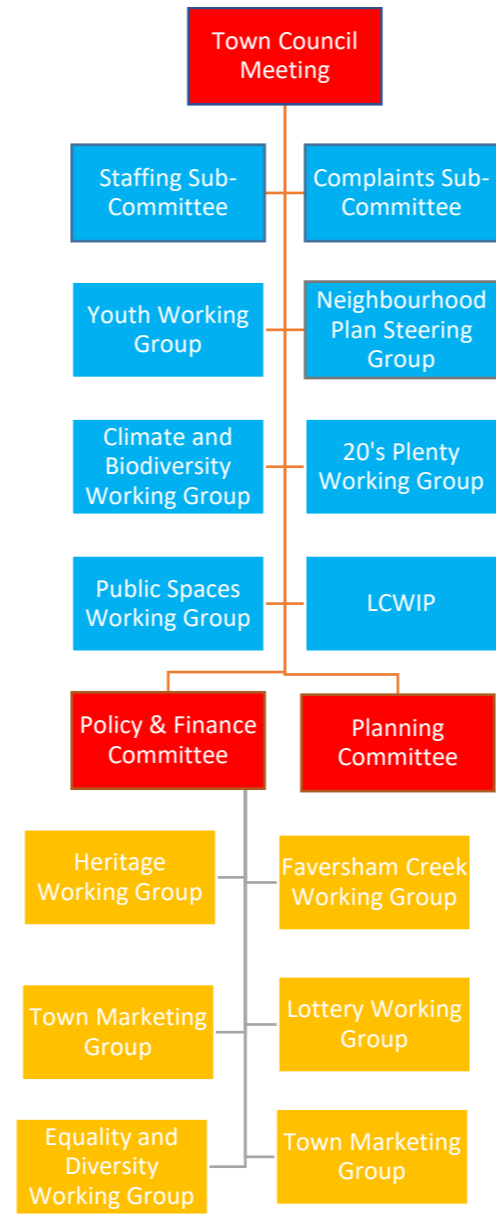 Town Council
Meeting
Staffing Sub-
Committee
Complaints Sub-
Committee
Youth Working
Group
Neighbourhood
Plan Steering
Group
Climate and
Biodiversity
Working Group
20's Plenty
Working Group
Public Spaces
Working Group
LCWIP
Policy & Finance
Committee
Planning
Committee
Heritage
Working Group
Faversham Creek
Working Group
Town Marketing
Group
Lottery Working
Group
Equality and
Diversity
Working Group
Town Marketing
Group